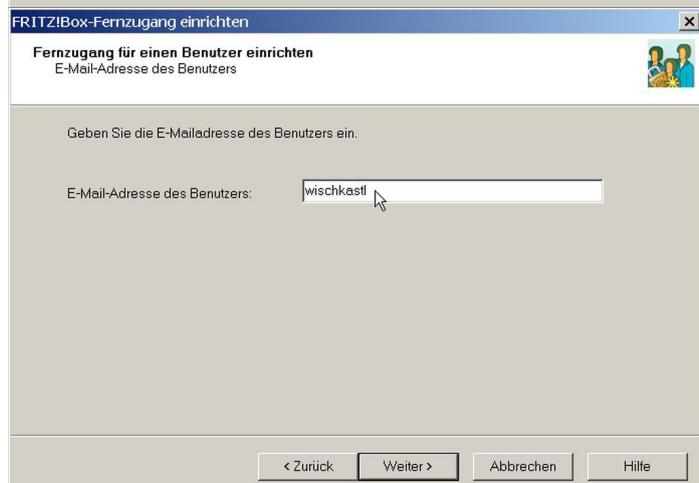 FRITZ!Box-Fernzugang einrichten
Fernzugang für einen Benutzer einrichten
E-Mail-Adresse des Benutzers
Geben Sie die E-Mailadresse des Benutzers ein.
E-Mail-Adresse des Benutzers: wischkastl
< Zurück Weiter > Abbrechen Hilfe